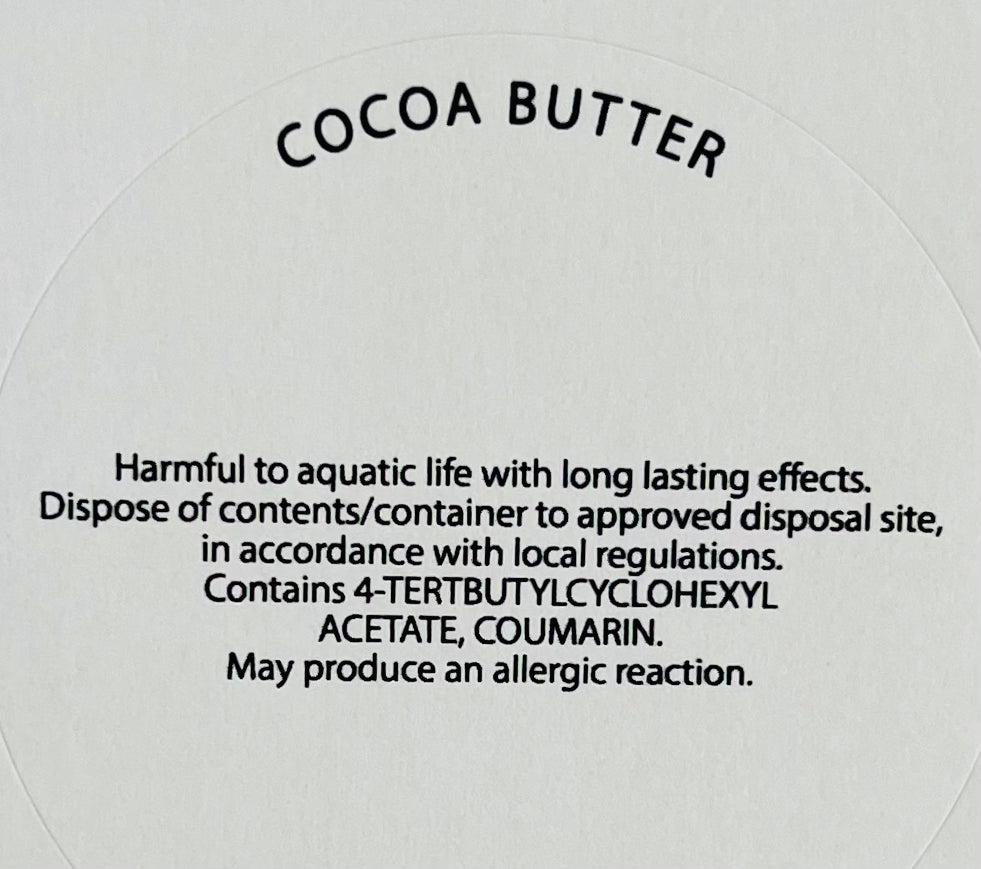 COCOA BUTTER
Harmful to aquatic life with long lasting effects.
Dispose of contents/container to approved disposal site,
in accordance with local regulations.
Contains 4-TERTBUTYLCYCLOHEXYL
ACETATE, COUMARIN.
May produce an allergic reaction.